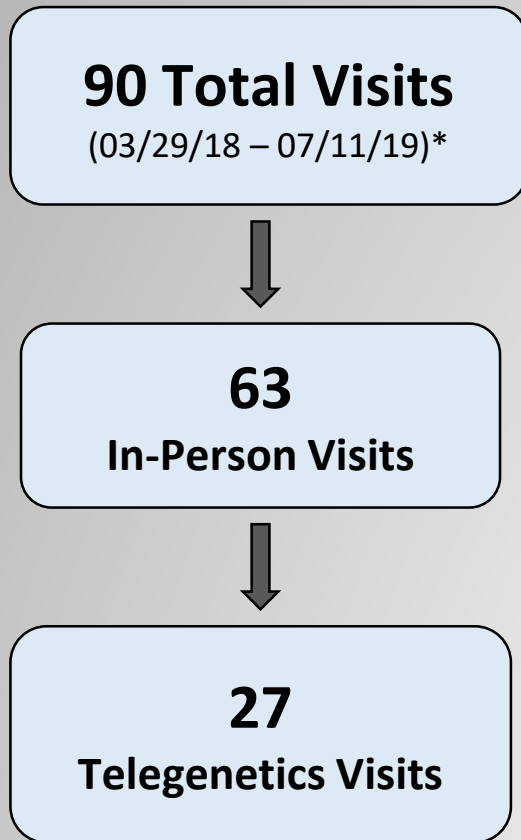 90 Total Visits
(03/29/18 – 07/11/19)*
63
In-Person Visits
27
Telegenetics Visits